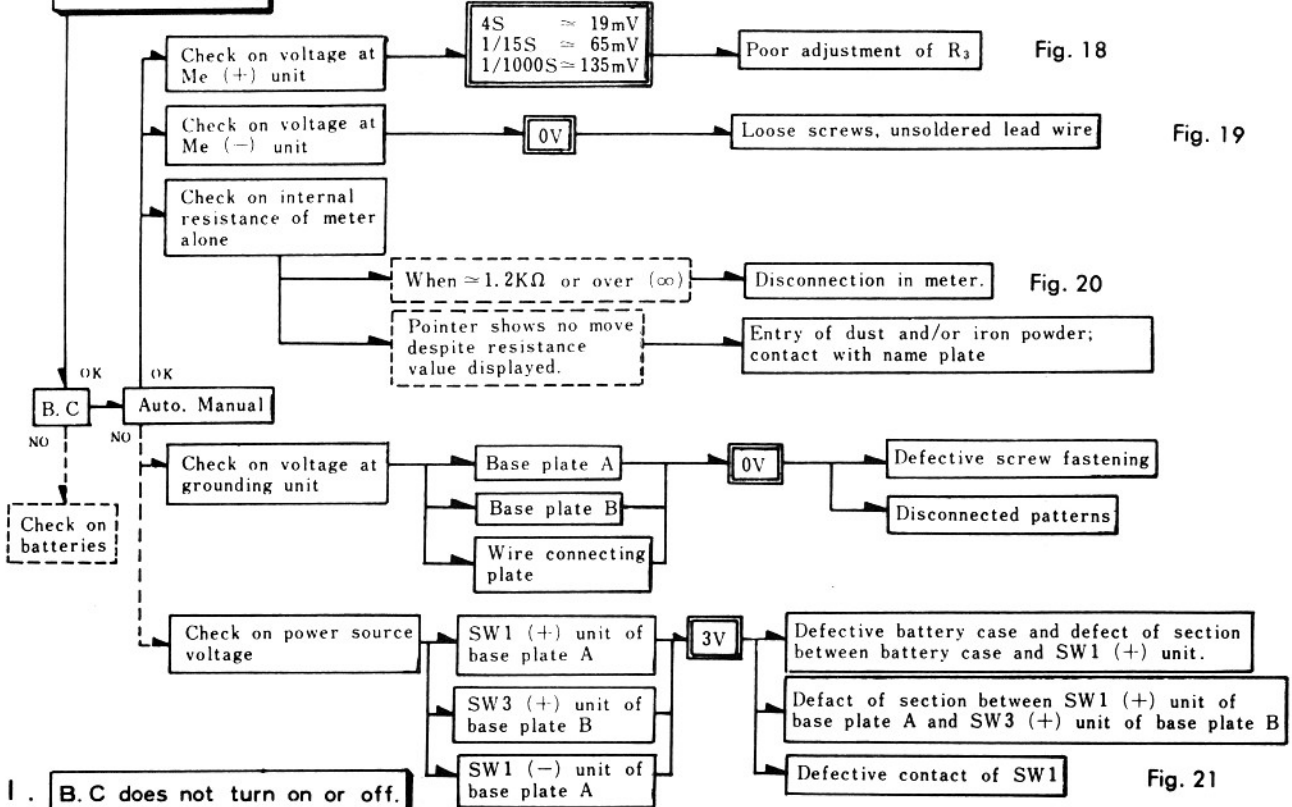 4S ≃ 19mV
1/15S ≃ 65mV
1/1000S≃135mV
Check on voltage at
Me (+) unit
Poor adjustment of R3
Fig. 18
Check on voltage at
Me (−) unit
0V
Loose screws, unsoldered lead wire
Fig. 19
Check on internal
resistance of meter
alone
When ≃1.2KΩ or over (∞)
Disconnection in meter.
Fig. 20
Pointer shows no move
despite resistance
value displayed.
Entry of dust and/or iron powder;
contact with name plate
OK
OK
B.C
Auto. Manual
NO
NO
Check on
batteries
Check on voltage at
grounding unit
Base plate A
Base plate B
Wire connecting
plate
0V
Defective screw fastening
Disconnected patterns
Check on power source
voltage
SW1 (+) unit of
base plate A
SW3 (+) unit of
base plate B
SW1 (−) unit of
base plate A
3V
Defective battery case and defect of section
between battery case and SW1 (+) unit.
Defact of section between SW1 (+) unit of
base plate A and SW3 (+) unit of base plate B
Defective contact of SW1
Fig. 21
I. B.C does not turn on or off.